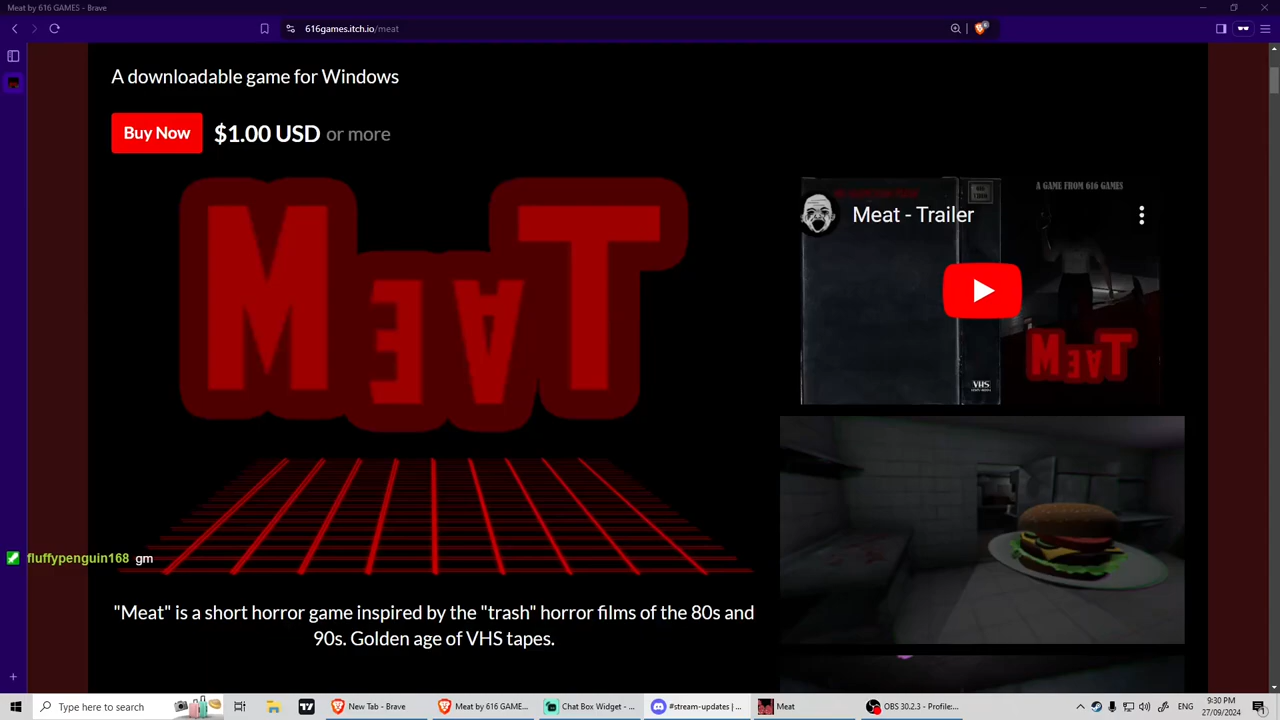 Meat by 616 GAMES - Brave
616games.itch.io/meat
6
A downloadable game for Windows
Buy Now
$1.00 USD or more
MEAT
Meat - Trailer
A GAME FROM 616 GAMES
VHS
MEAT
fluffypenguin168 gm
"Meat" is a short horror game inspired by the "trash" horror films of the 80s and
90s. Golden age of VHS tapes.
Type here to search
New Tab - Brave
Meat by 616 GAME...
Chat Box Widget - ...
#stream-updates | ...
Meat
OBS 30.2.3 - Profile:...
ENG
9:30 PM
27/09/2024
1